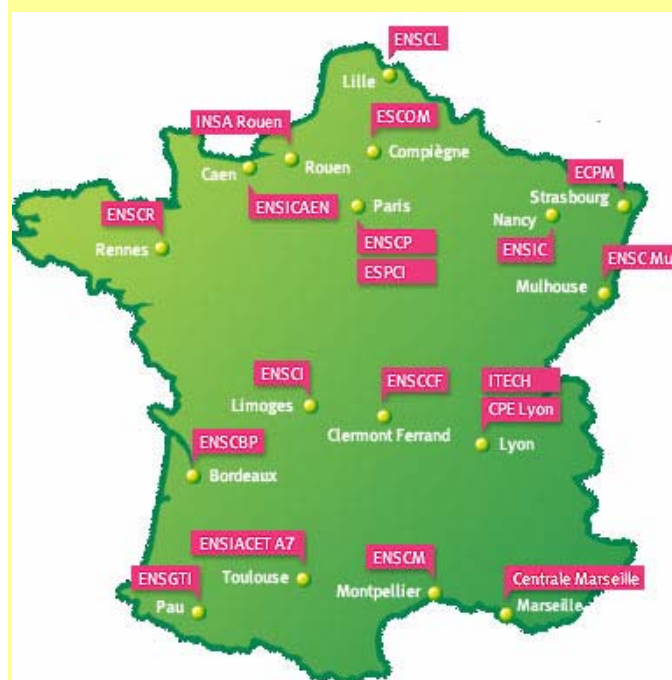 ENSCL
Lille
INSA Rouen
ESCOM
Caen
Rouen
Compiègne
ENSICAEN
ECPM
Strasbourg
Nancy
ENSIC
ENSCR
Rennes
Paris
ENSCP
ESPCI
ENSC Mu
Mulhouse
ENSCI
Limoges
ENSCCF
Clermont Ferrand
ITECH
CPE Lyon
Lyon
ENSCBP
Bordeaux
ENSIACET A7
Toulouse
ENSCM
Montpellier
ENSGTI
Pau
Centrale Marseille
Marseille